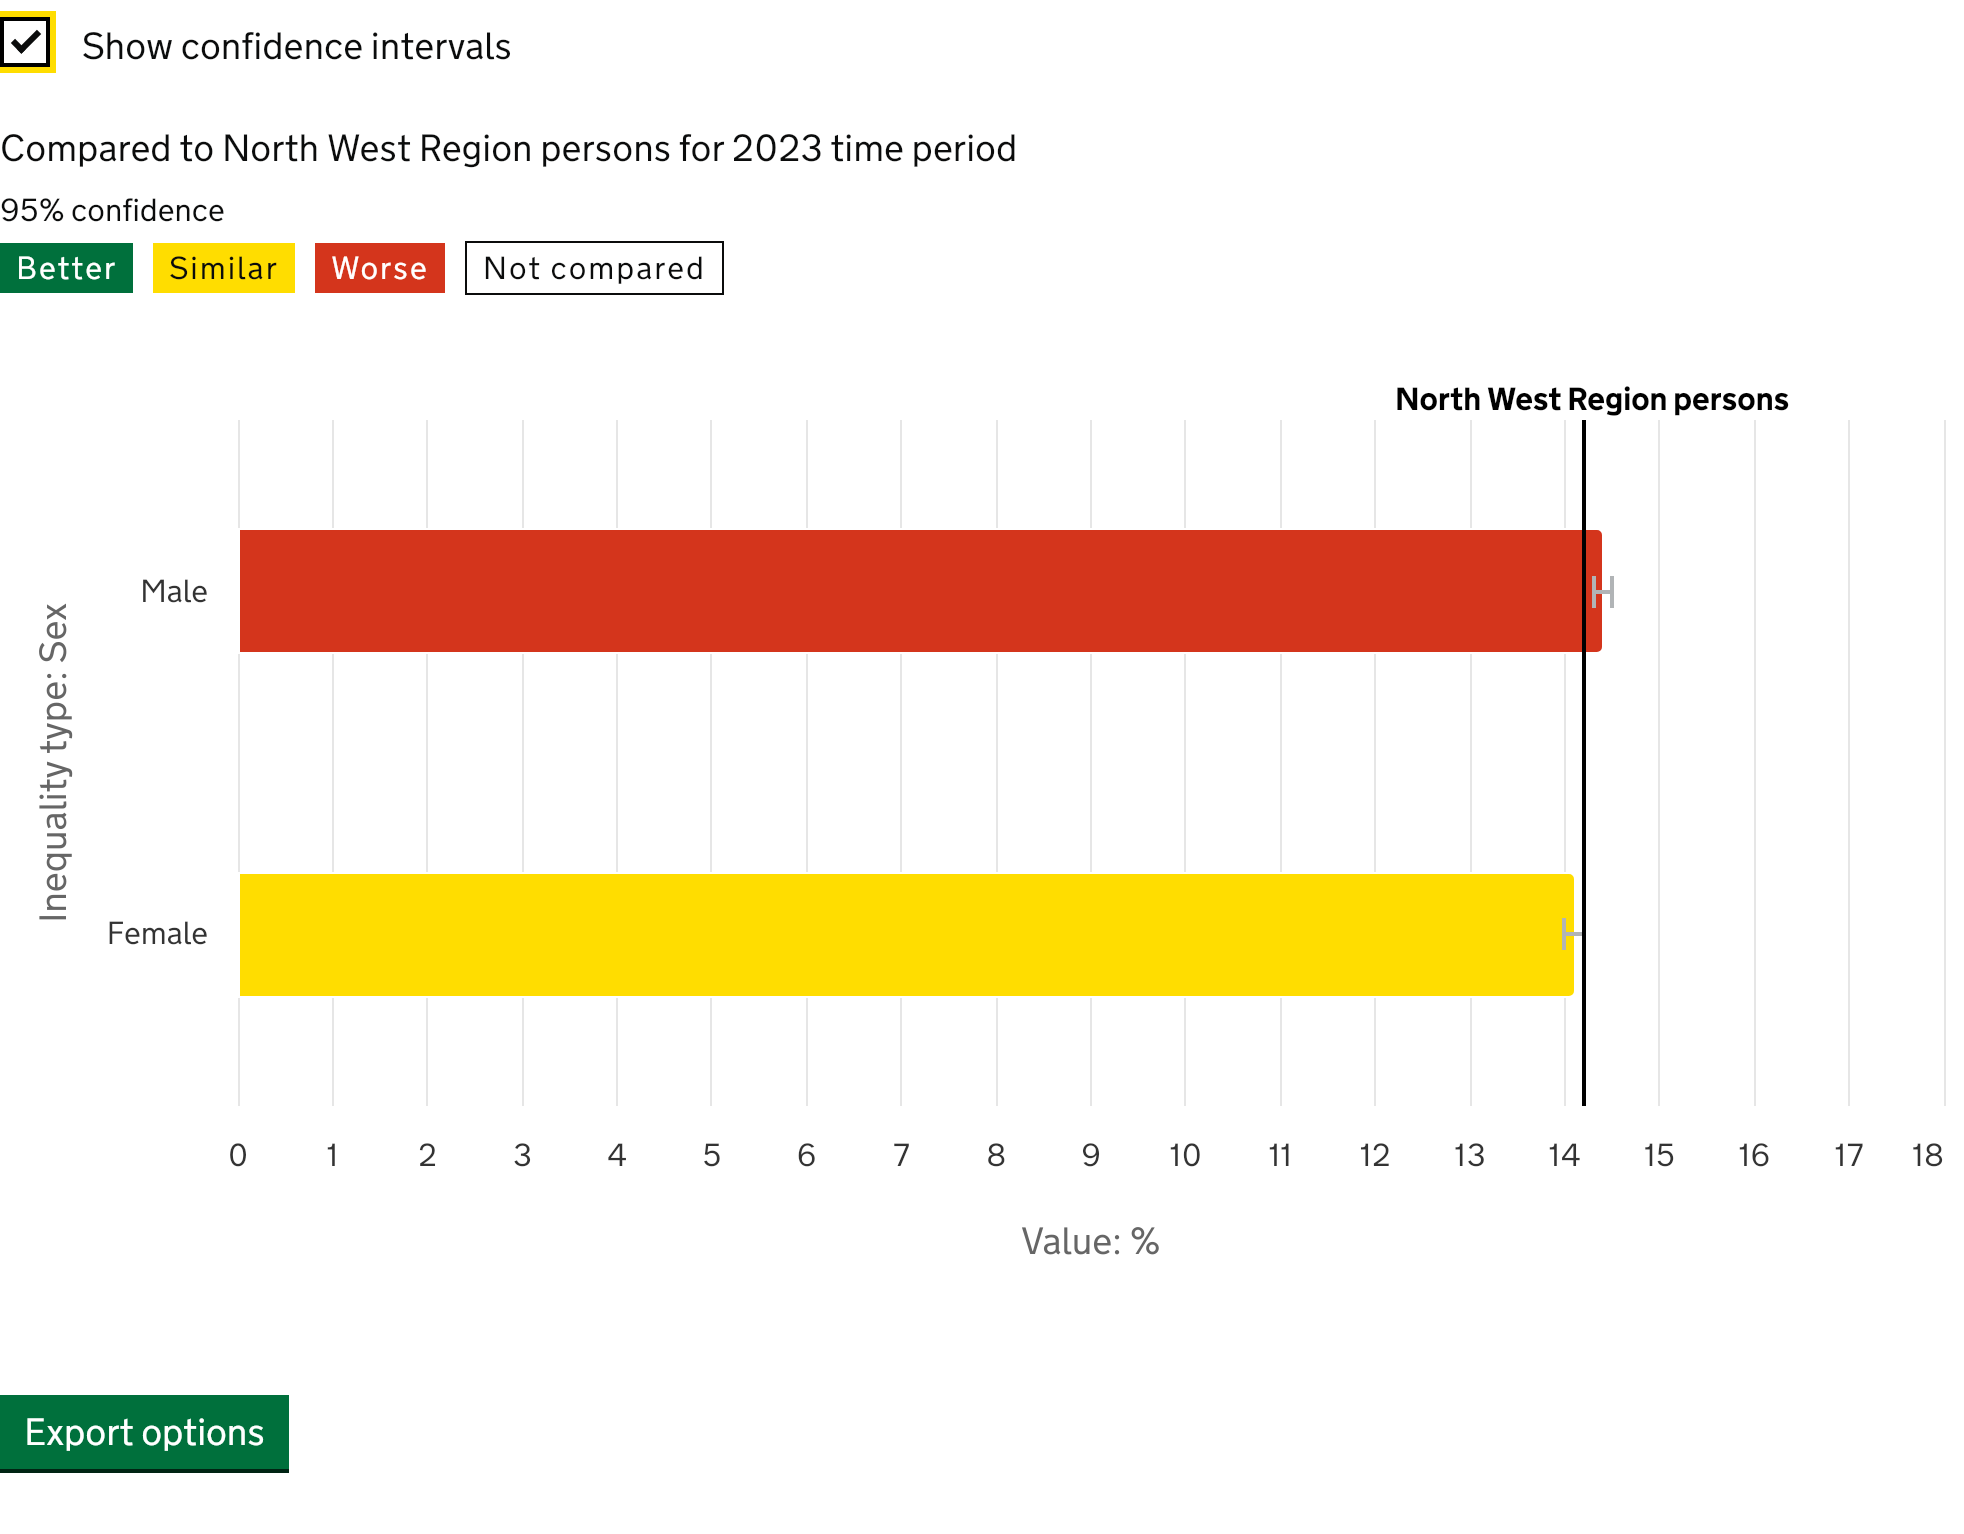 Show confidence intervals
Compared to North West Region persons for 2023 time period
95% confidence
Better Similar Worse Not compared
North West Region persons
Inequality type: Sex
Male
Female
0 1 2 3 4 5 6 7 8 9 10 11 12 13 14 15 16 17 18
Value: %
Export options